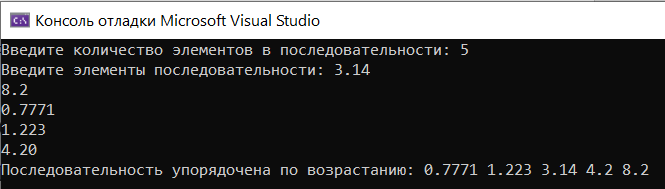 Консоль отладки Microsoft Visual Studio
Введите количество элементов в последовательности: 5
Введите элементы последовательности: 3.14
8.2
0.7771
1.223
4.20
Последовательность упорядочена по возрастанию: 0.7771 1.223 3.14 4.2 8.2